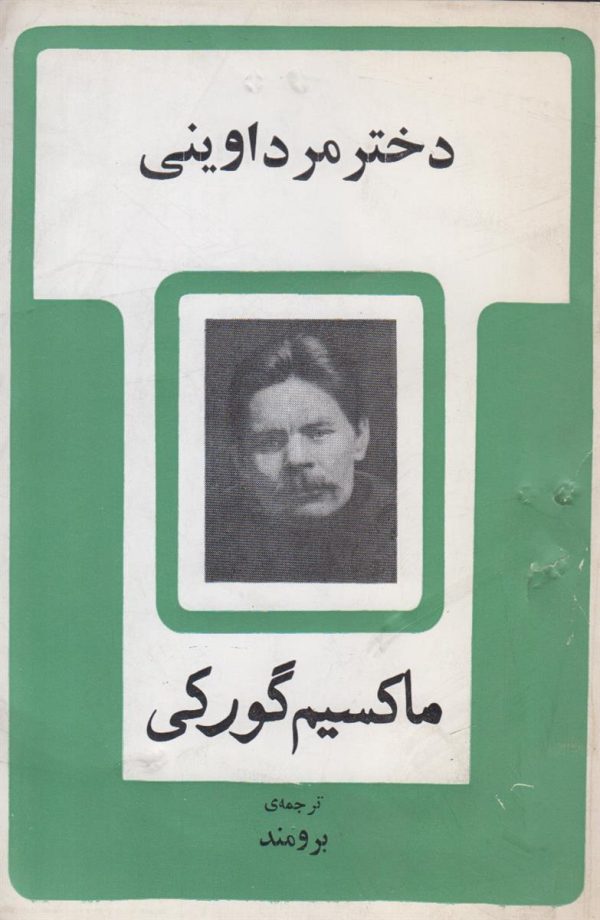 دختر مرد اوینی
ماکسیم گورکی
ترجمه‌ی
برومند